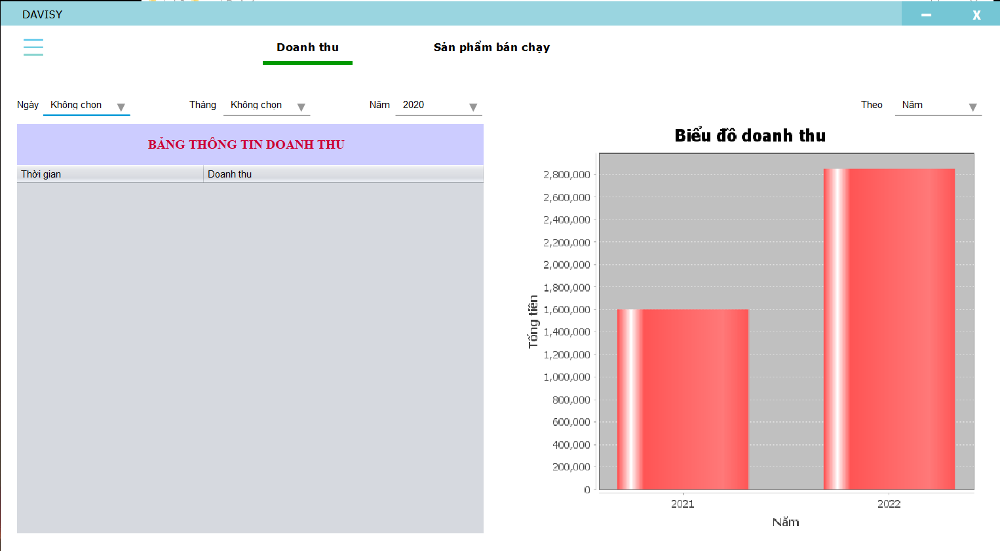 DAVISY
Doanh thu
Sản phẩm bán chạy
Ngày Không chọn
Tháng Không chọn
Năm 2020
Theo Năm
BẢNG THÔNG TIN DOANH THU
Thời gian
Doanh thu
Biểu đồ doanh thu
2,800,000
2,600,000
2,400,000
2,200,000
2,000,000
1,800,000
1,600,000
1,400,000
1,200,000
1,000,000
800,000
600,000
400,000
200,000
0
Tổng tiền
2021
2022
Năm